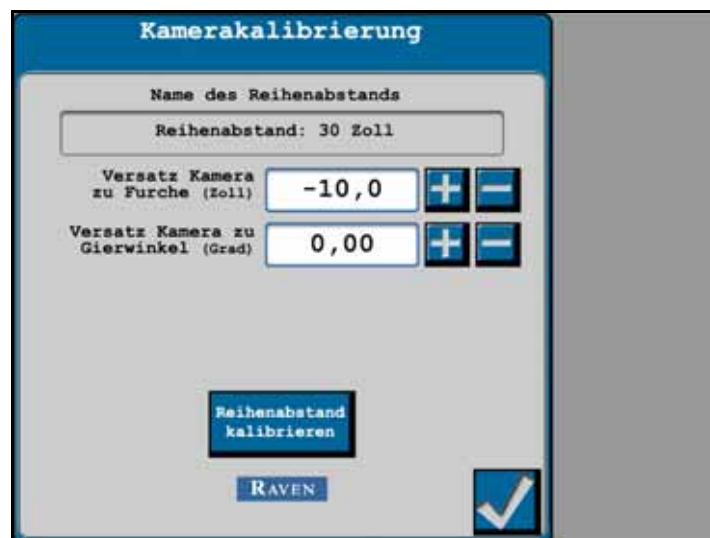 Kamerakalibrierung
Name des Reihenabstands
Reihenabstand: 30 Zoll
Versatz Kamera
zu Furche (Zoll)
-10,0
Versatz Kamera zu
Gierwinkel (Grad)
0,00
Reihenabstand
kalibrieren
RAVEN